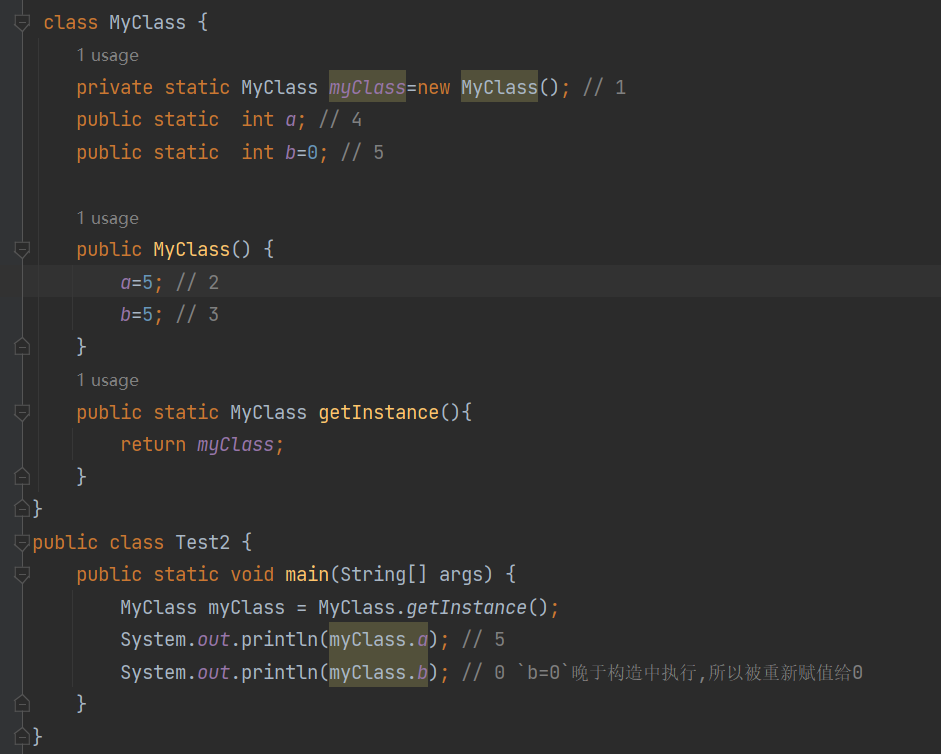 class MyClass {
1 usage
private static MyClass myClass=new MyClass(); // 1
public static  int a; // 4
public static  int b=0; // 5
1 usage
public MyClass() {
a=5; // 2
b=5; // 3
}
1 usage
public static MyClass getInstance(){
return myClass;
}
}
public class Test2 {
public static void main(String[] args) {
MyClass myClass = MyClass.getInstance();
System.out.println(myClass.a); // 5
System.out.println(myClass.b); // 0 `b=0`晚于构造中执行,所以被重新赋值给0
}
}